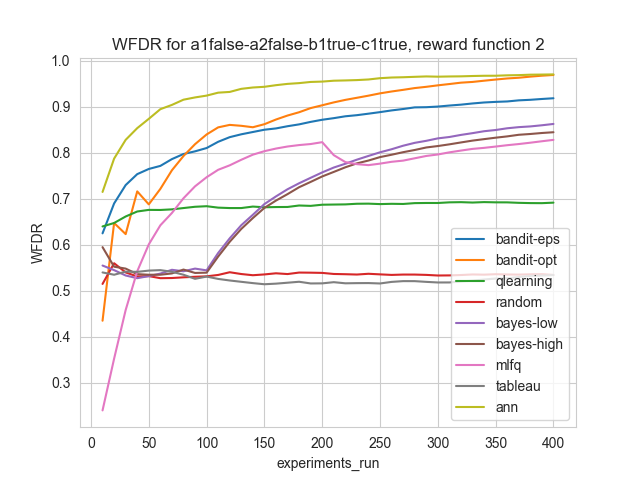 WFDR for a1false-a2false-b1true-c1true, reward function 2
WFDR
1.0
0.9
0.8
0.7
0.6
0.5
0.4
0.3
0
50
100
150
200
250
300
350
400
experiments_run
bandit-eps
bandit-opt
qlearning
random
bayes-low
bayes-high
mlfq
tableau
ann